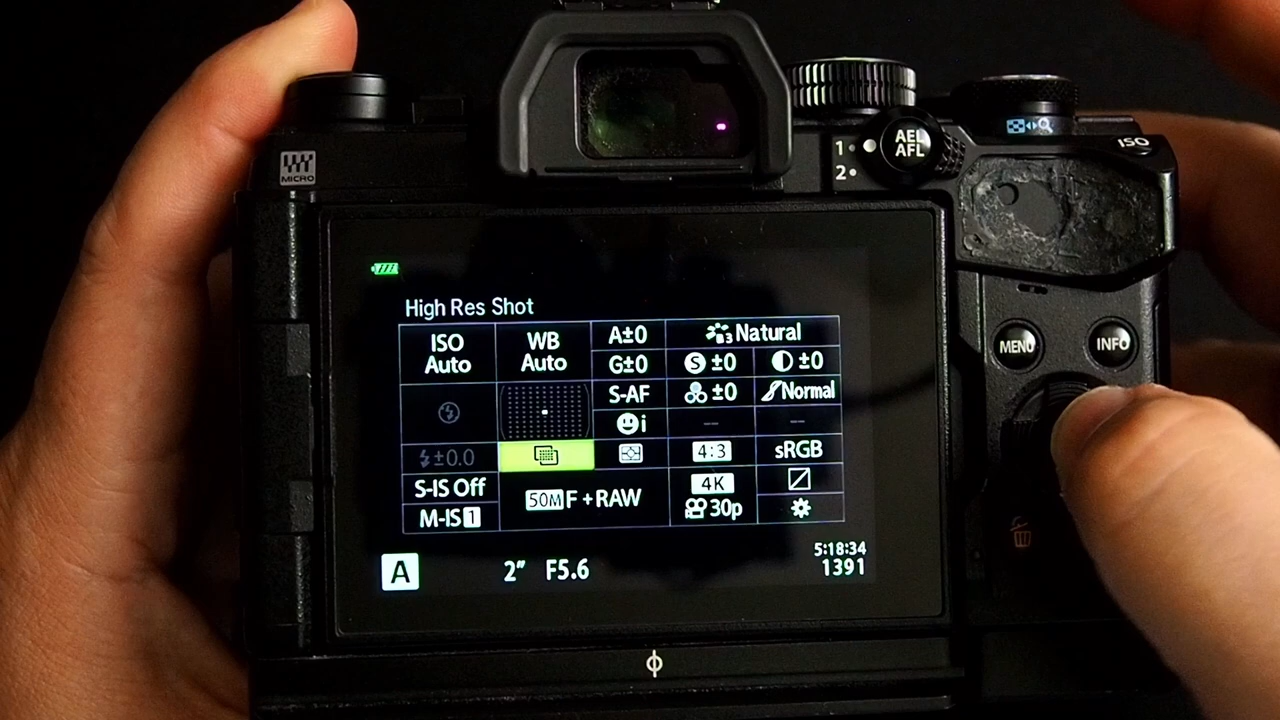 AEL
AFL
1
2
ISO
MICRO
High Res Shot
ISO
Auto
WB
Auto
A±0
G±0
S-AF
i
3 Natural
S ±0
±0
±0
Normal
--
--
±0.0
4:3
sRGB
S-IS Off
M-IS 1
50M F +RAW
4K
30p
MENU
INFO
A
2" F5.6
5:18:34
1391